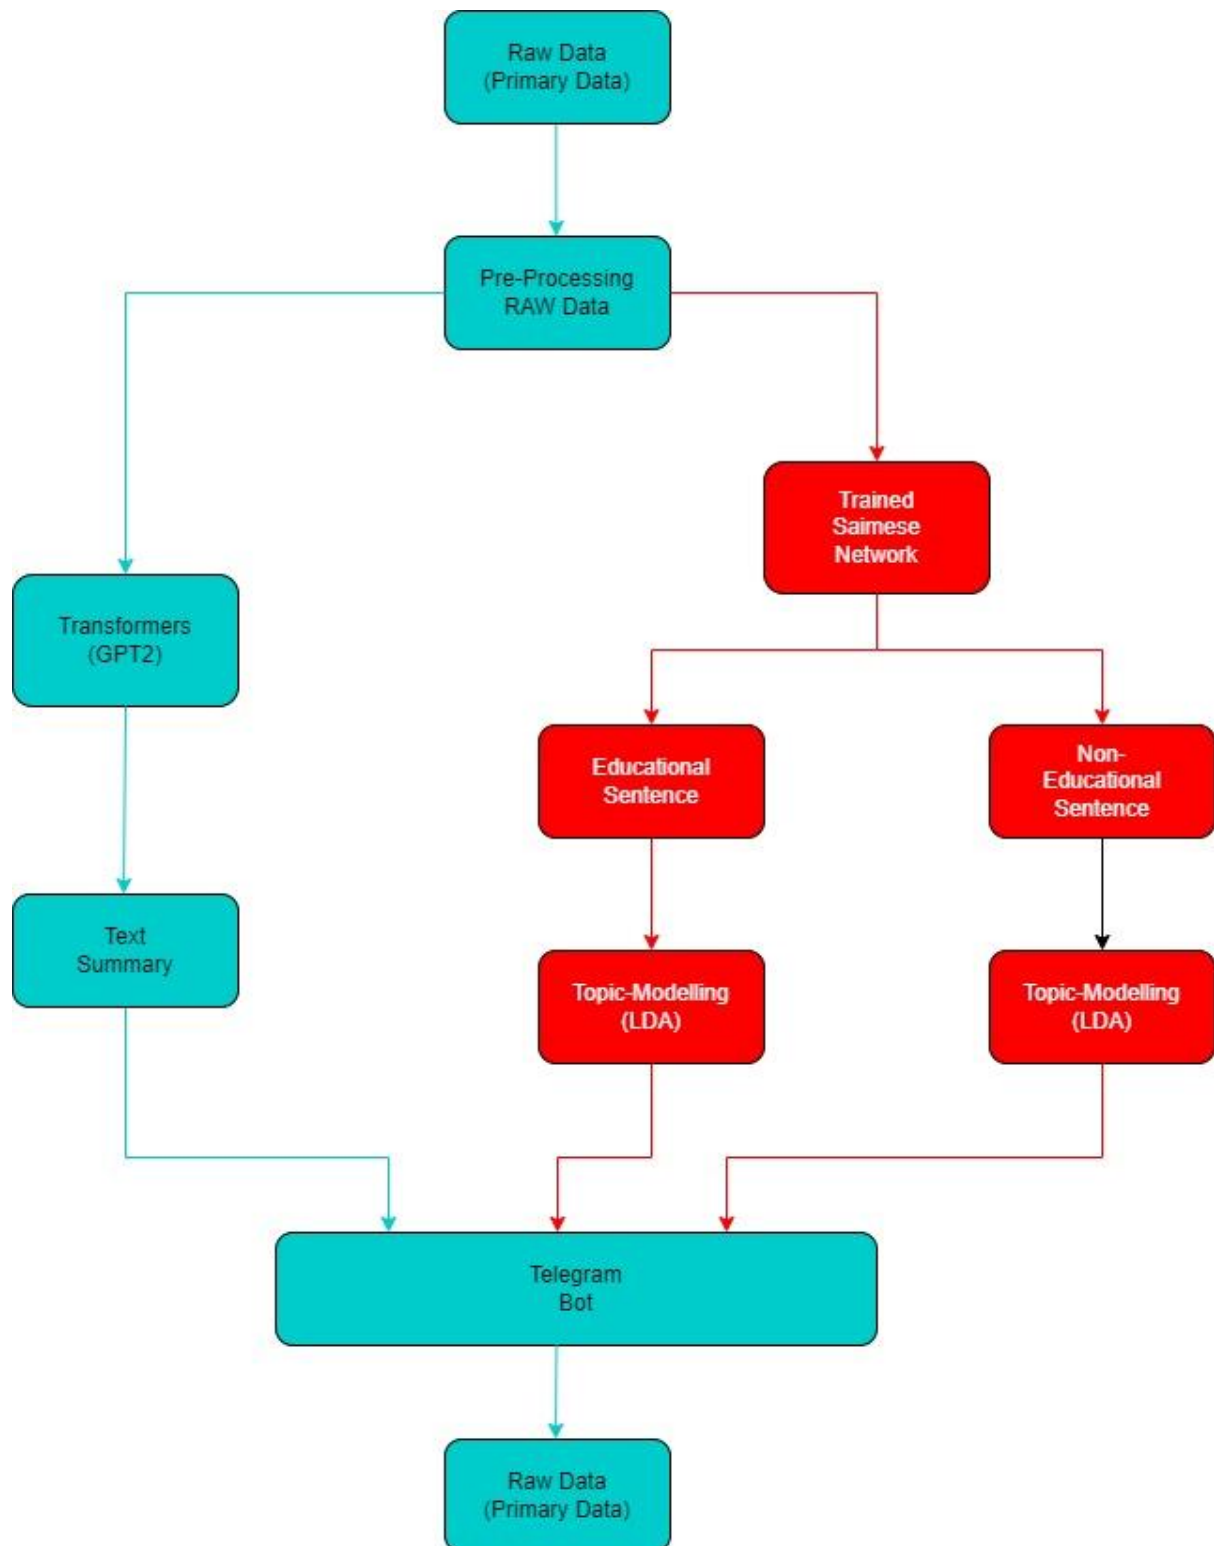 Raw Data
(Primary Data)
Pre-Processing
RAW Data
Trained
Saimese
Network
Transformers
(GPT2)
Educational
Sentence
Non-
Educational
Sentence
Text
Summary
Topic-Modelling
(LDA)
Topic-Modelling
(LDA)
Telegram
Bot
Raw Data
(Primary Data)